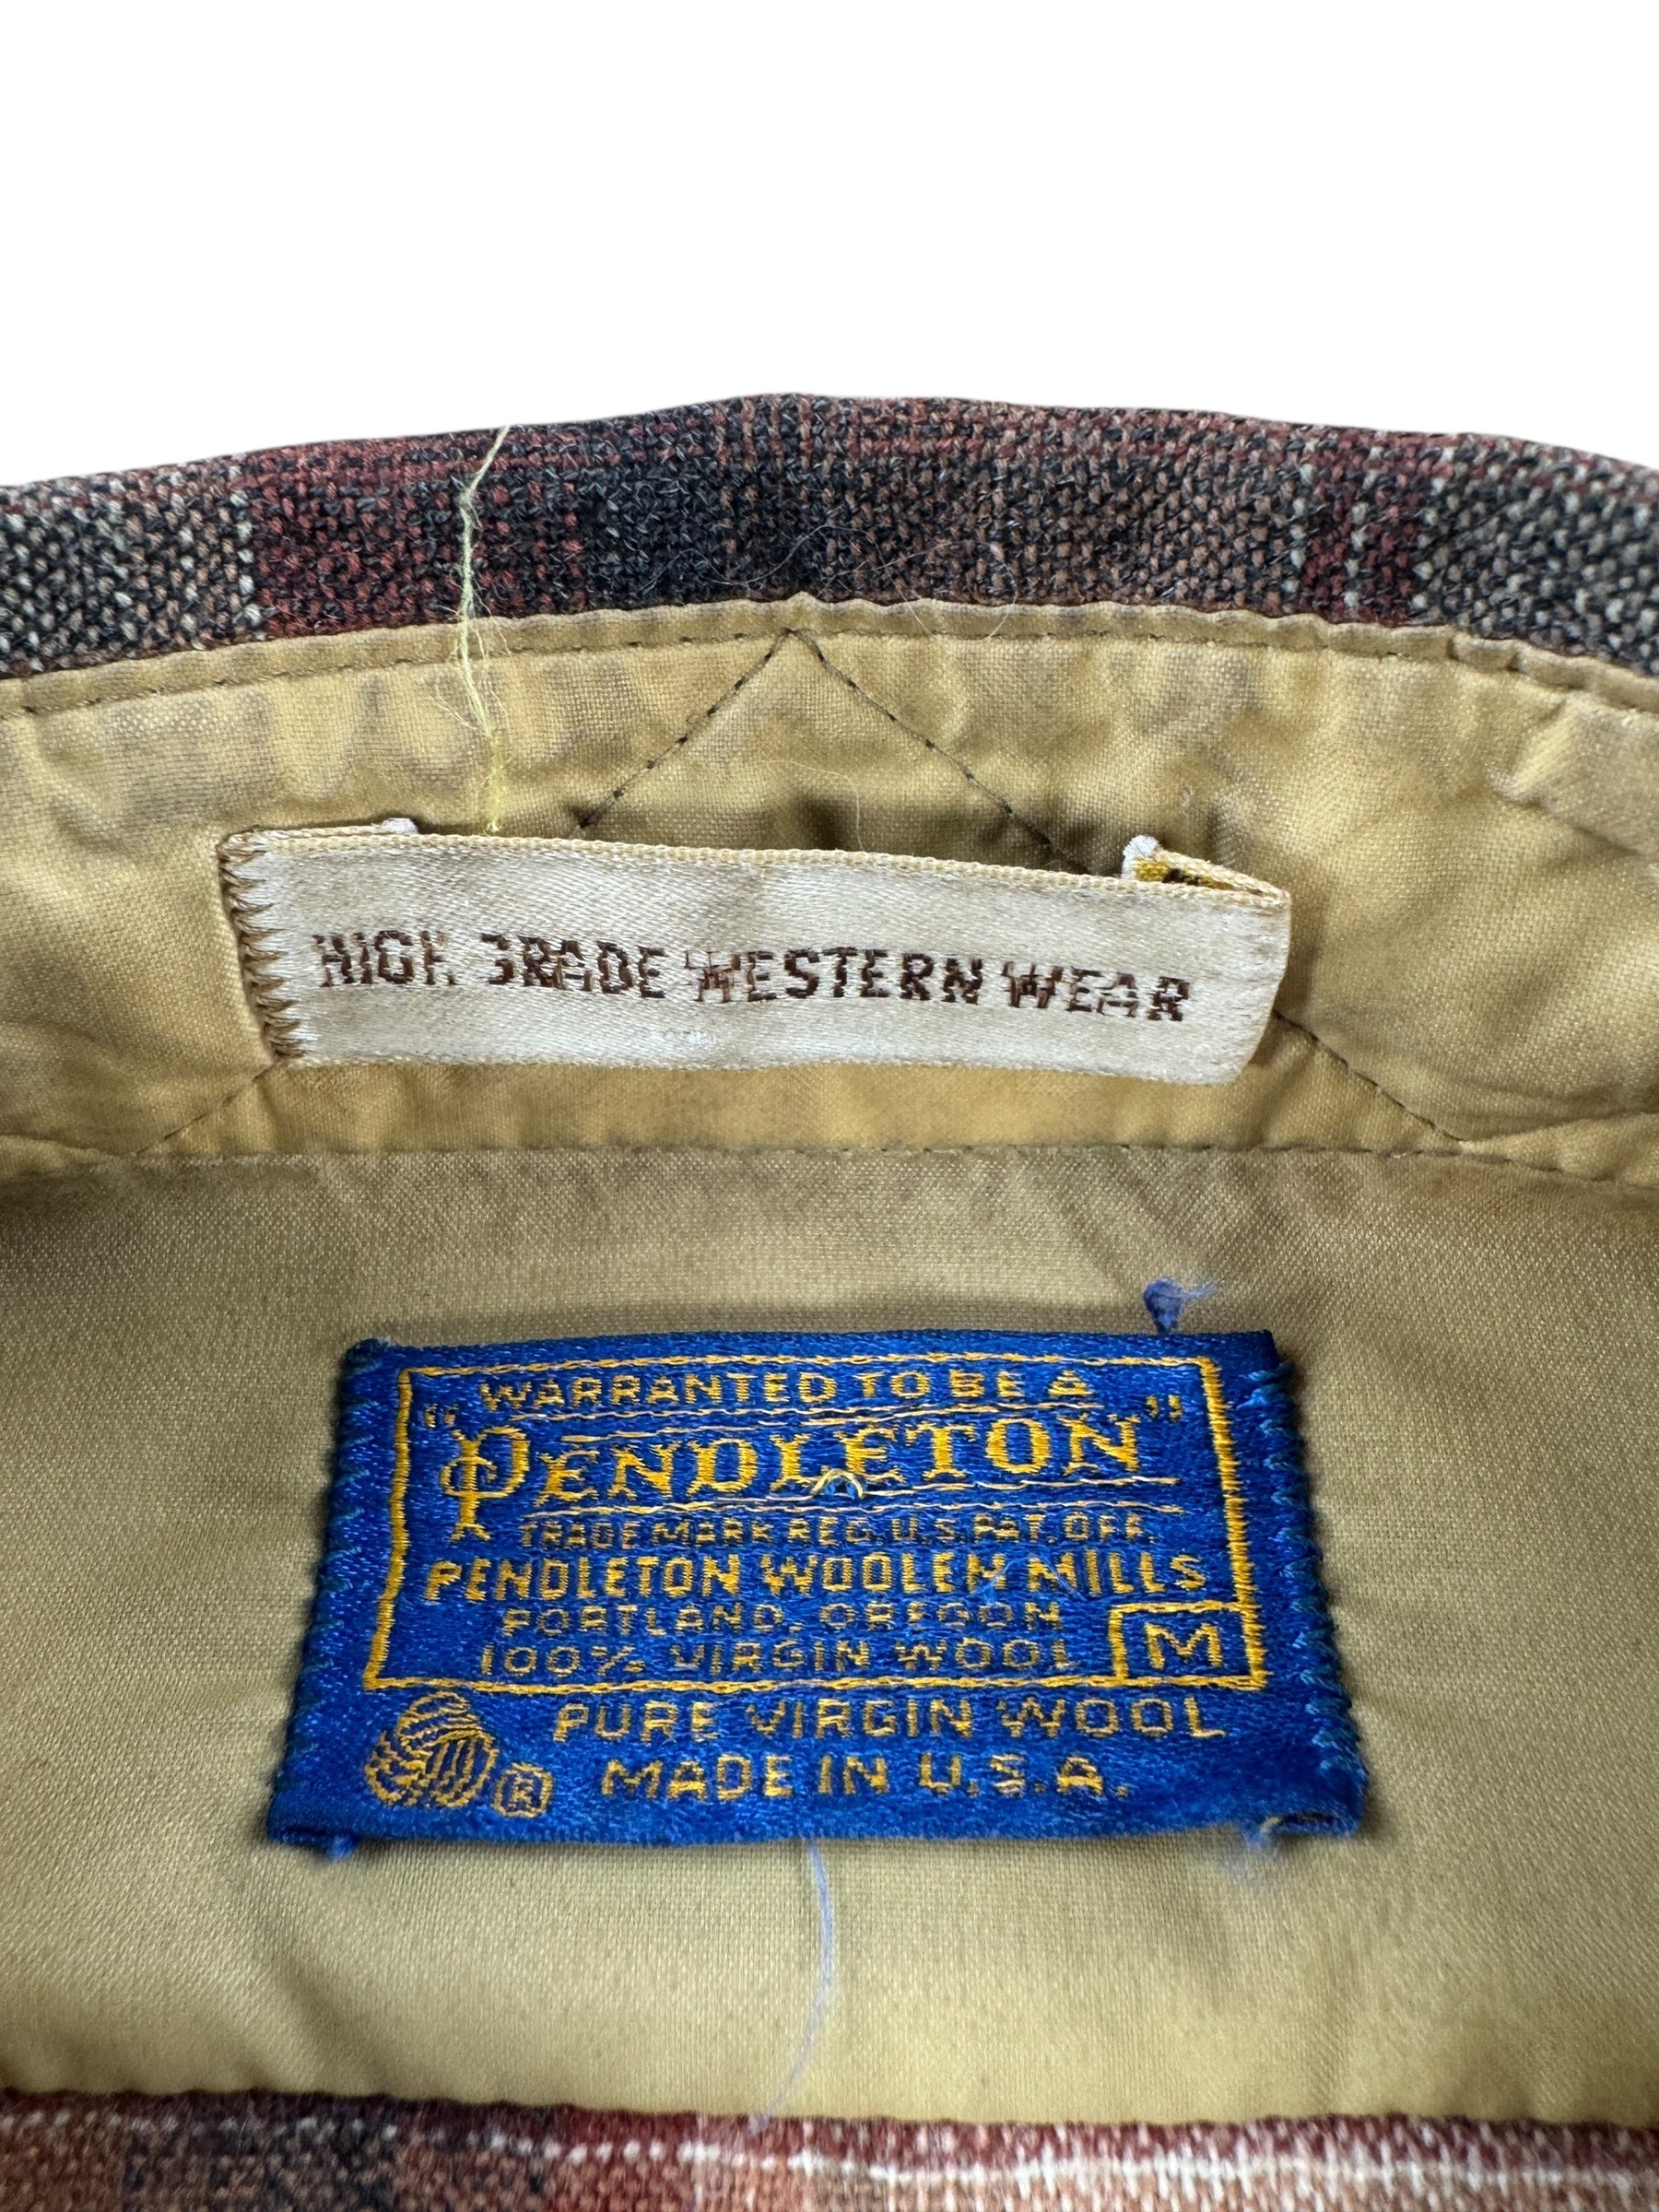 HIGH GRADE WESTERN WEAR
WARRANTED TO BE A
"PENDLETON"
TRADE MARK REG. U.S. PAT. OFF.
PENDLETON WOOLEN MILLS
PORTLAND, OREGON
100% VIRGIN WOOL
M
PURE VIRGIN WOOL
® MADE IN U.S.A.